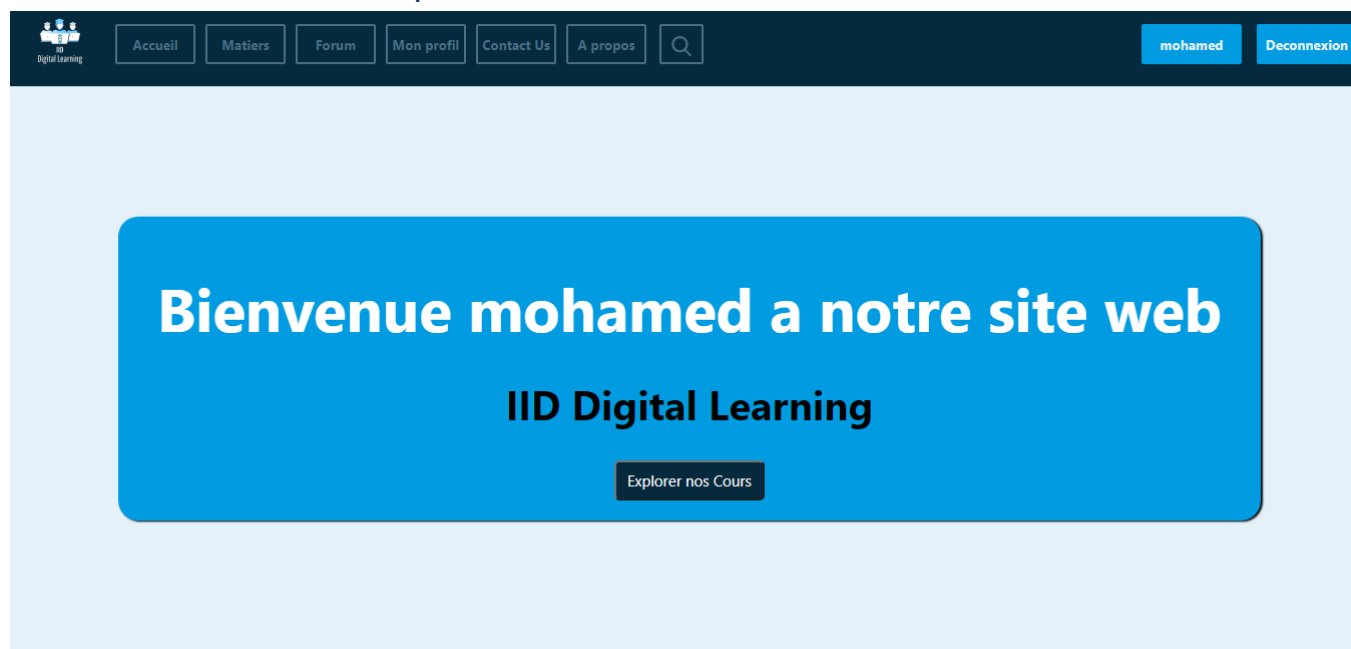 IID
Digital Learning
Accueil
Matiers
Forum
Mon profil
Contact Us
A propos
mohamed
Deconnexion
Bienvenue mohamed a notre site web
IID Digital Learning
Explorer nos Cours